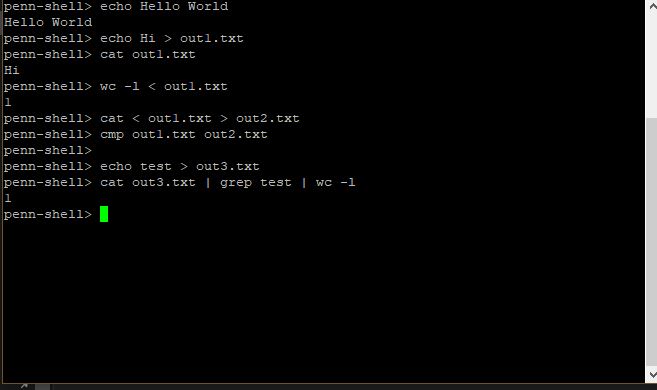 penn-shell> echo Hello World
Hello World
penn-shell> echo Hi > out1.txt
penn-shell> cat out1.txt
Hi
penn-shell> wc -l < out1.txt
1
penn-shell> cat < out1.txt > out2.txt
penn-shell> cmp out1.txt out2.txt
penn-shell>
penn-shell> echo test > out3.txt
penn-shell> cat out3.txt | grep test | wc -l
1
penn-shell>